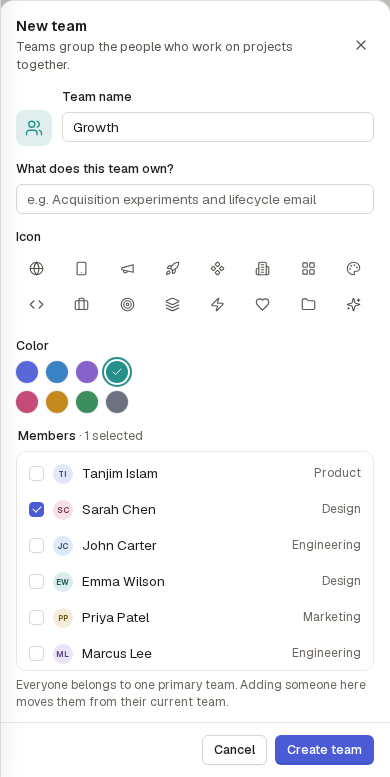 New team
Teams group the people who work on projects
together.
Team name
Growth
What does this team own?
e.g. Acquisition experiments and lifecycle email
Icon
Color
Members · 1 selected
TI Tanjim Islam Product
SC Sarah Chen Design
JC John Carter Engineering
EW Emma Wilson Design
PP Priya Patel Marketing
ML Marcus Lee Engineering
Everyone belongs to one primary team. Adding someone here
moves them from their current team.
Cancel Create team